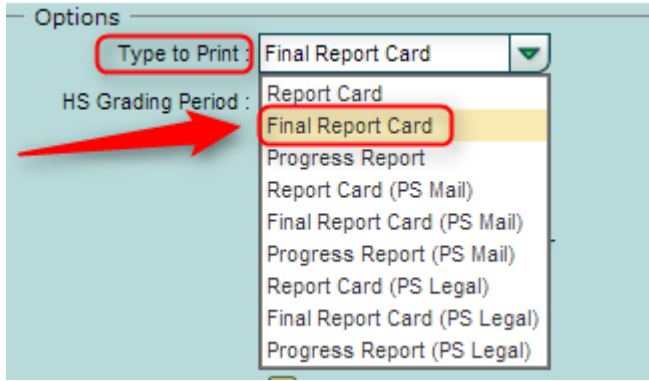 Options
Type to Print : Final Report Card
HS Grading Period :
Report Card
Final Report Card
Progress Report
Report Card (PS Mail)
Final Report Card (PS Mail)
Progress Report (PS Mail)
Report Card (PS Legal)
Final Report Card (PS Legal)
Progress Report (PS Legal)